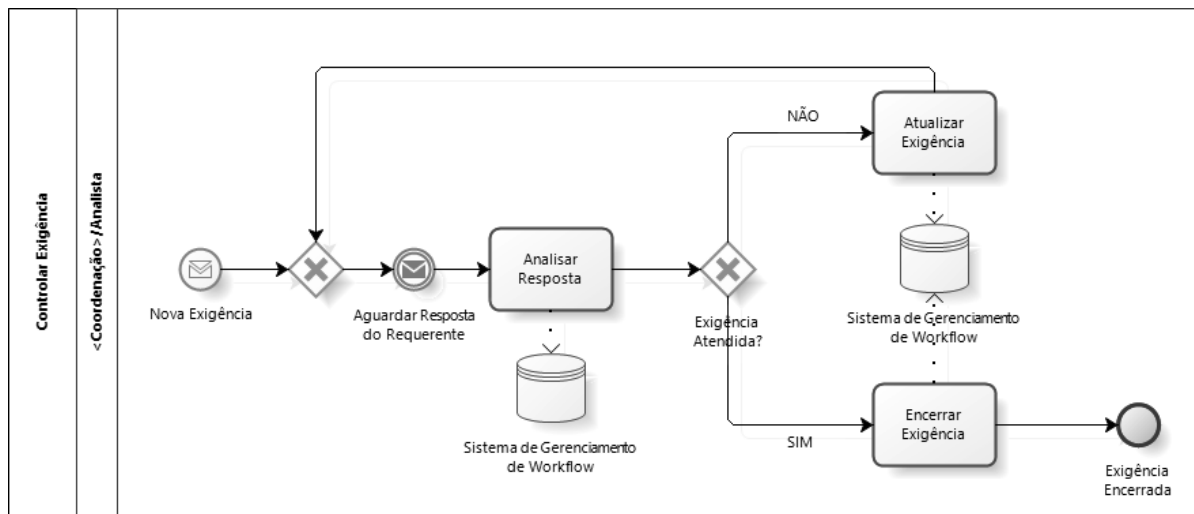 Controlar Exigência
<Coordenação>/Analista
Nova Exigência
Aguardar Resposta
do Requerente
Analisar
Resposta
Sistema de Gerenciamento
de Workflow
Exigência
Atendida?
NÃO
Atualizar
Exigência
Sistema de Gerenciamento
de Workflow
SIM
Encerrar
Exigência
Exigência
Encerrada